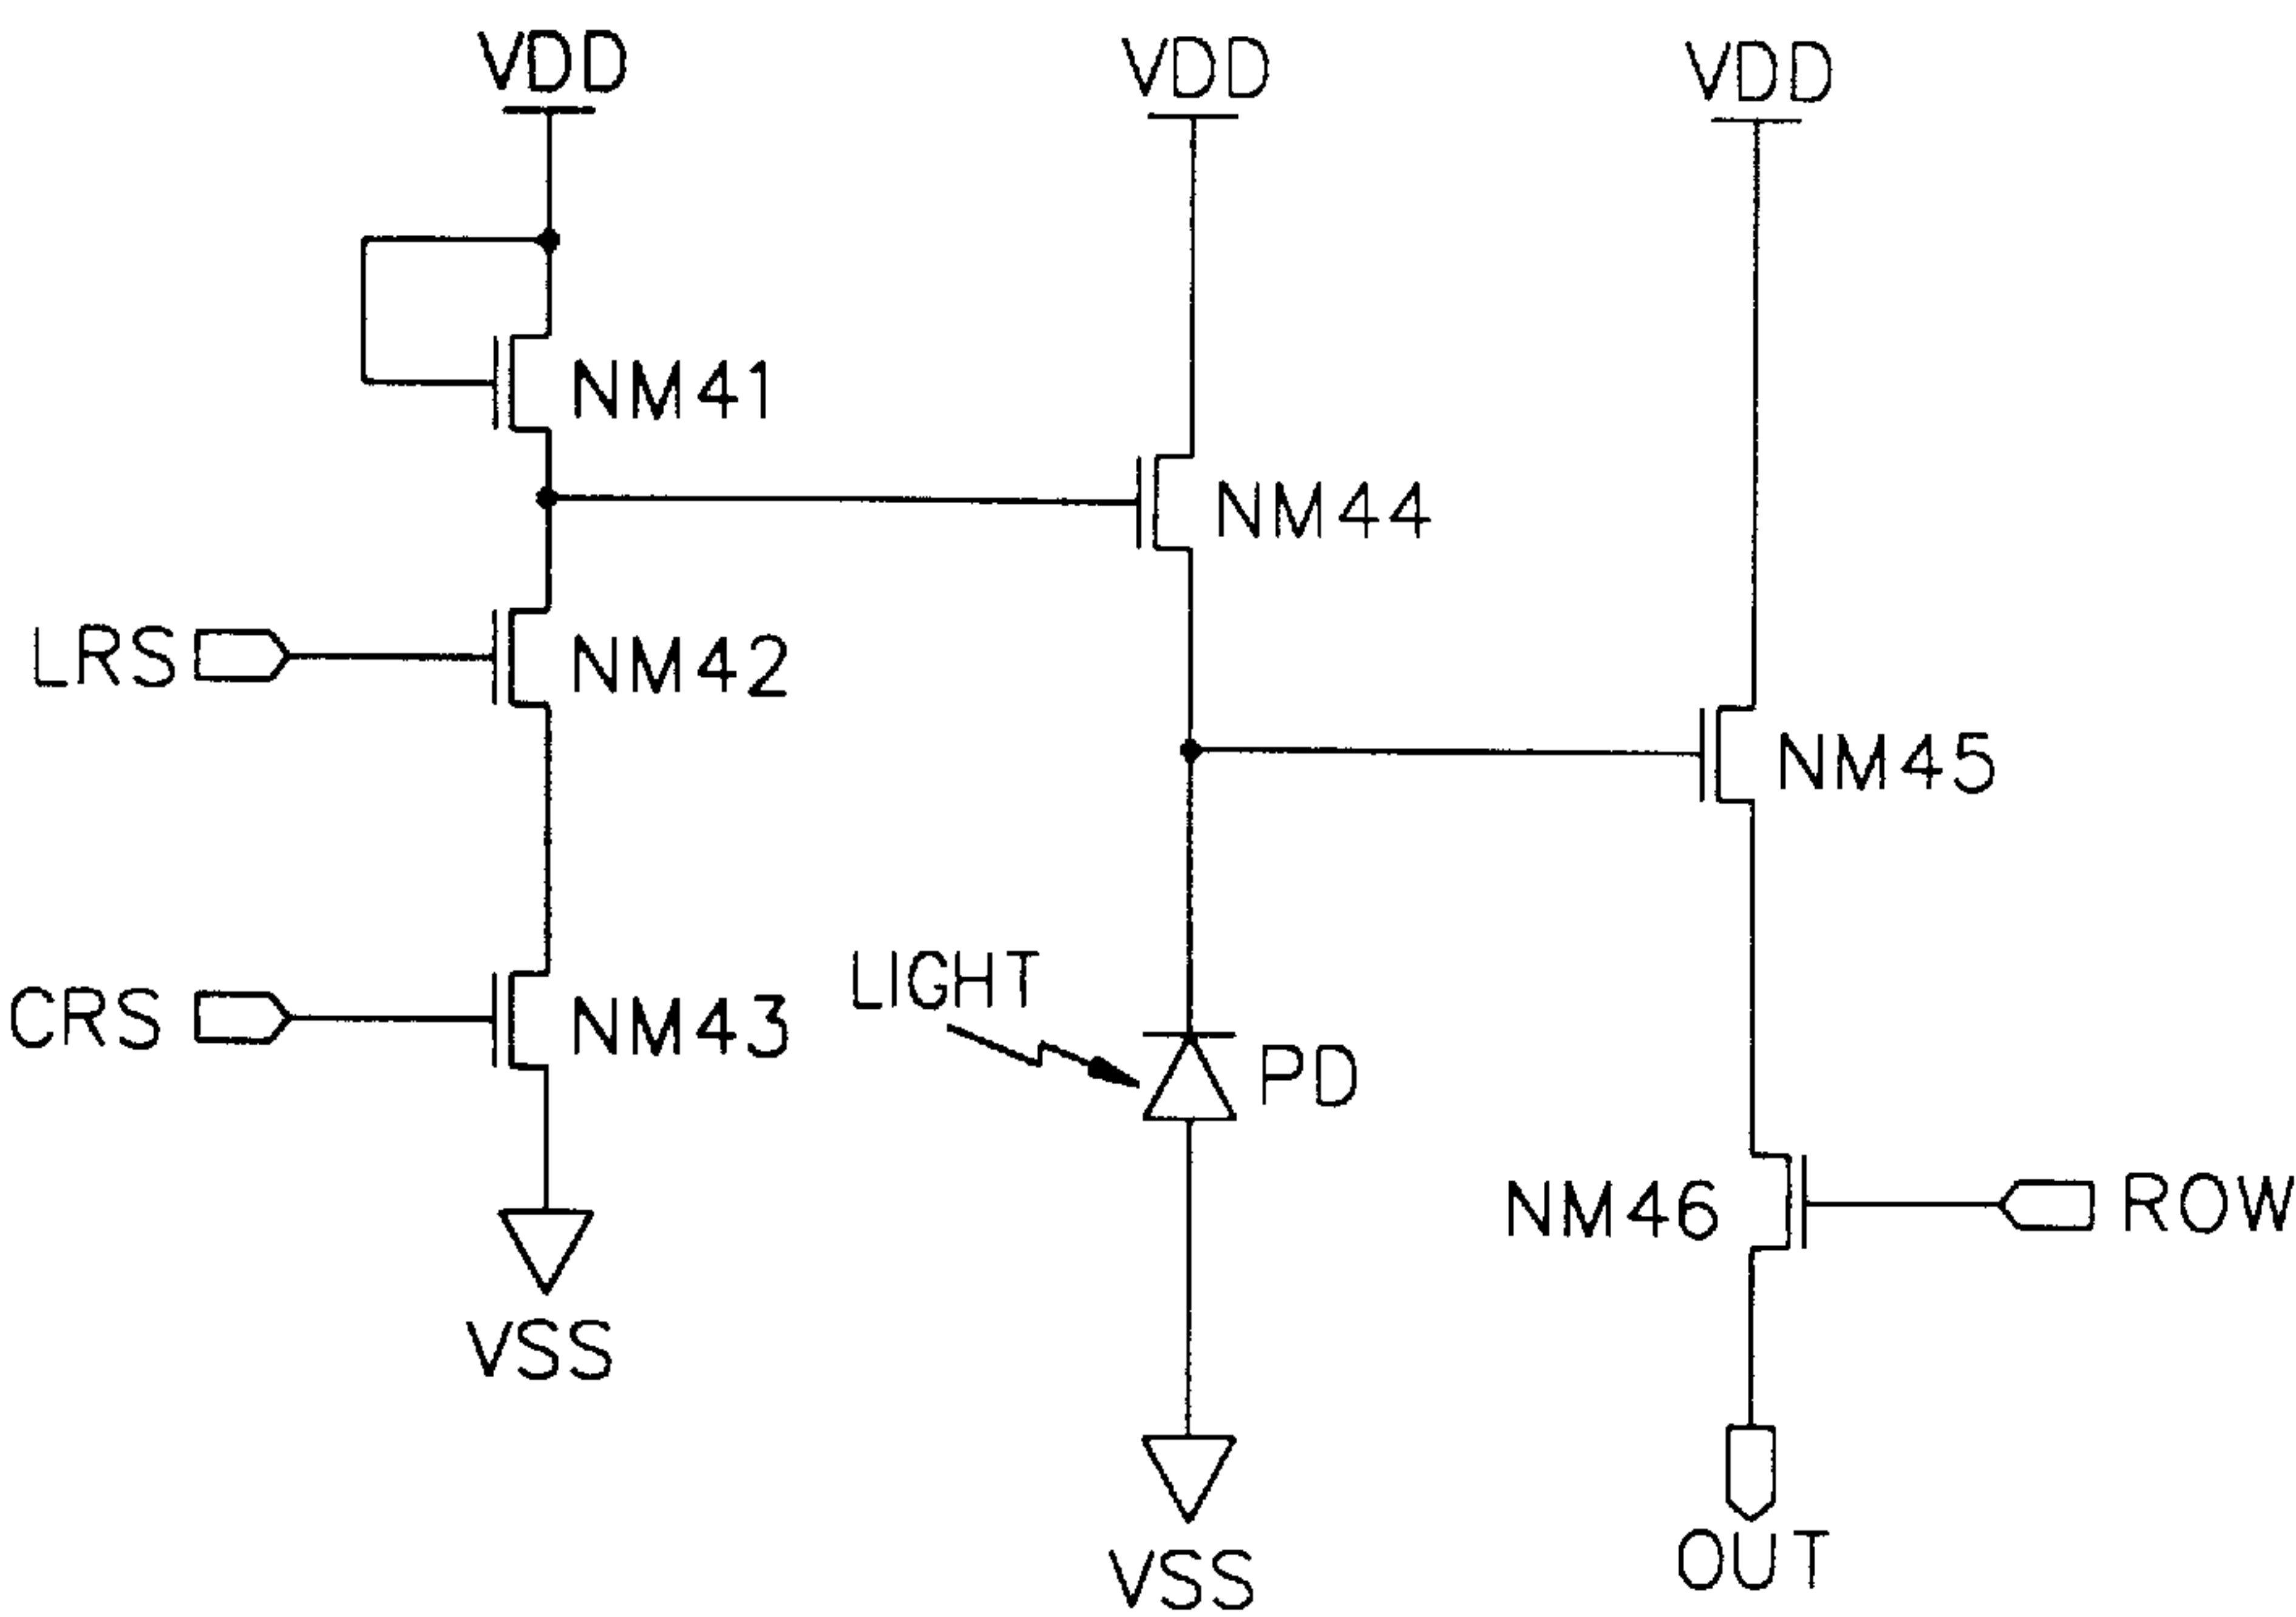 VDD
VDD
VDD
NM41
NM44
LRS
NM42
NM45
CRS
NM43
LIGHT
PD
NM46
ROW
VSS
OUT
VSS